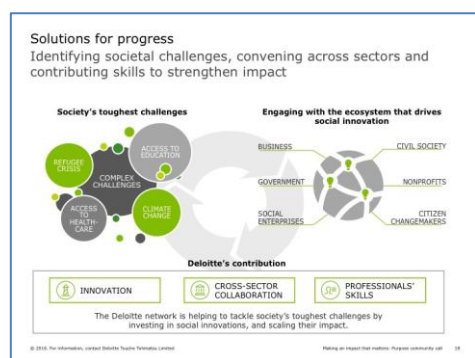 Solutions for progress
Identifying societal challenges, convening across sectors and
contributing skills to strengthen impact
Society's toughest challenges
REFUGEE
CRISIS
ACCESS TO
EDUCATION
COMPLEX
CHALLENGES
ACCESS
TO
HEALTH-
CARE
CLIMATE
CHANGE
Engaging with the ecosystem that drives
social innovation
BUSINESS
CIVIL SOCIETY
GOVERNMENT
NONPROFITS
SOCIAL
ENTERPRISES
CITIZEN
CHANGEMAKERS
Deloitte's contribution
INNOVATION
CROSS-SECTOR
COLLABORATION
PROFESSIONALS'
SKILLS
The Deloitte network is helping to tackle society's toughest challenges by
investing in social innovations, and scaling their impact.
© 2016. For information, contact Deloitte Touche Tohmatsu Limited
Making an impact that matters: Purpose community call